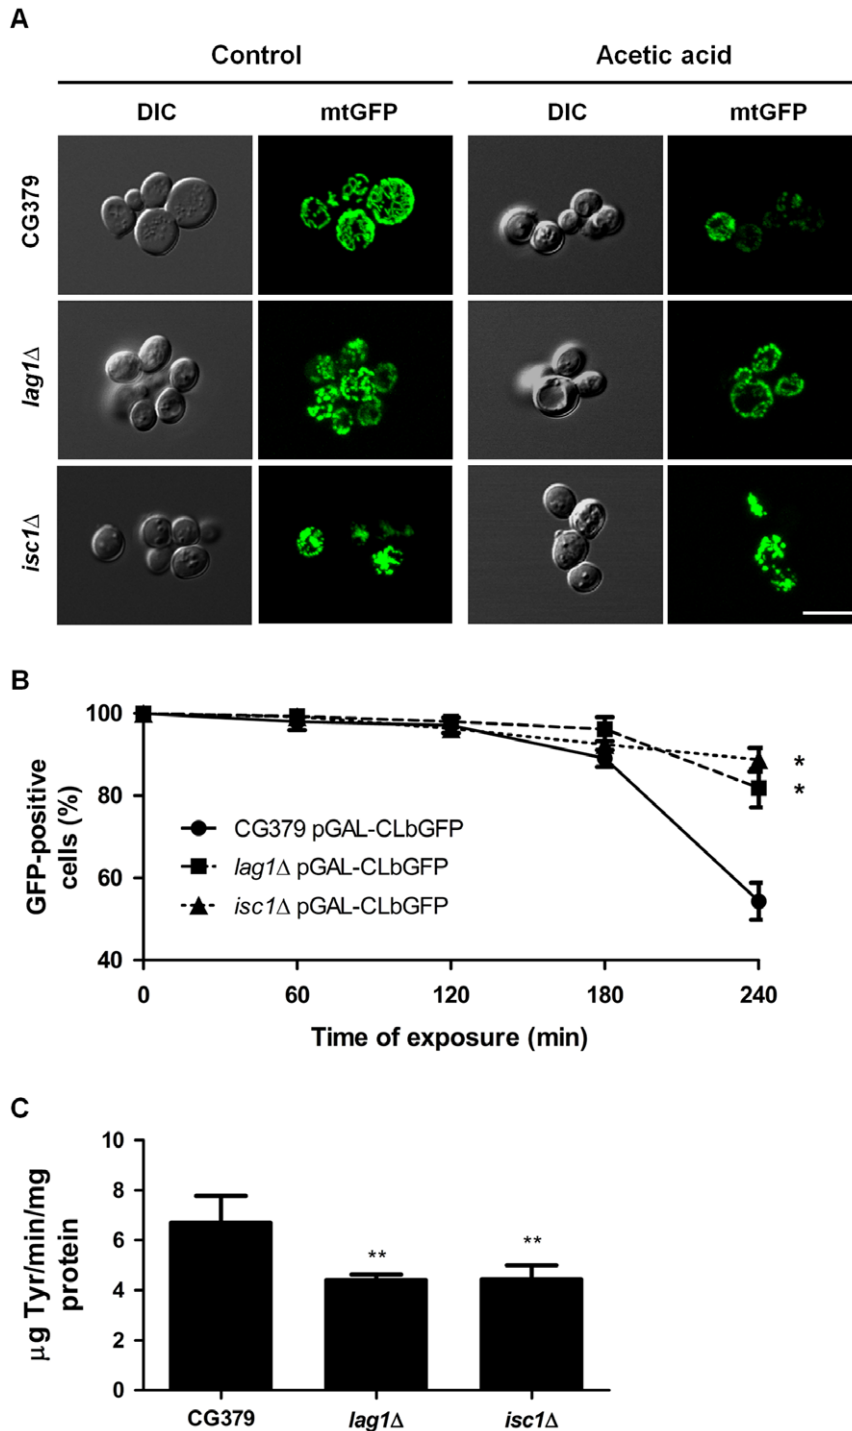 A
Control
Acetic acid
DIC
mtGFP
DIC
mtGFP
CG379
lag1Δ
isc1Δ
B
GFP-positive
cells (%)
100
80
60
40
CG379 pGAL-CLbGFP
lag1Δ pGAL-CLbGFP
isc1Δ pGAL-CLbGFP
*
*
0 60 120 180 240
Time of exposure (min)
C
μg Tyr/min/mg
protein
10
8
6
4
2
0
**
**
CG379 lag1Δ isc1Δ